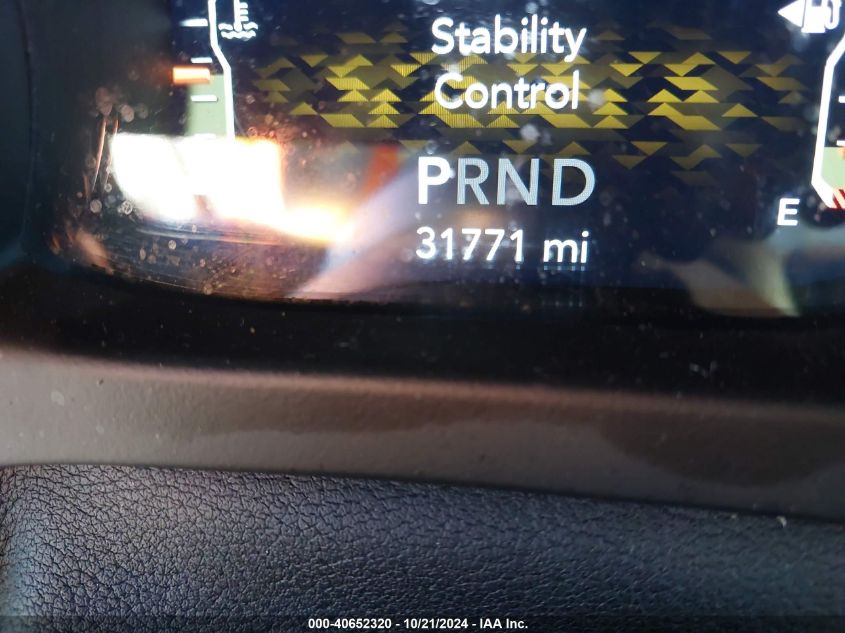 Stability
Control
PRND
31771 mi
E
000-40652320 - 10/21/2024 - IAA Inc.